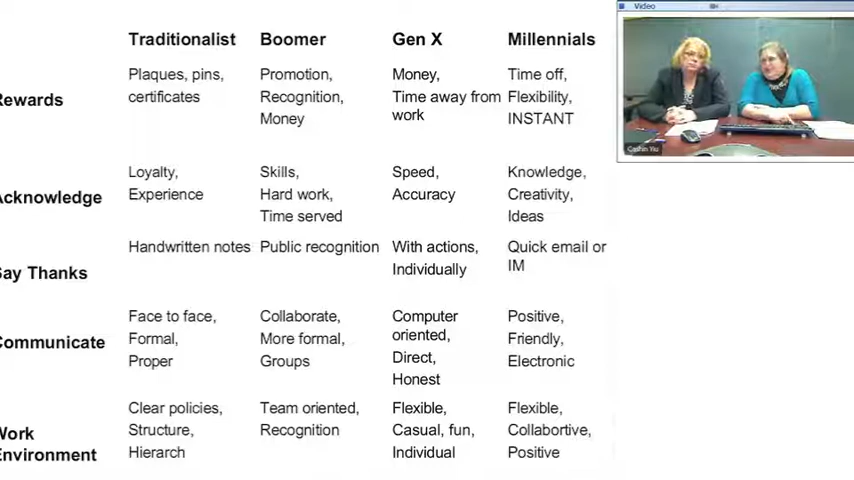 Video
Traditionalist Boomer Gen X Millennials
Rewards
Plaques, pins,
certificates
Promotion,
Recognition,
Money
Money,
Time away from
work
Time off,
Flexibility,
INSTANT
Acknowledge
Loyalty,
Experience
Skills,
Hard work,
Time served
Speed,
Accuracy
Knowledge,
Creativity,
Ideas
Say Thanks
Handwritten notes
Public recognition
With actions,
Individually
Quick email or
IM
Communicate
Face to face,
Formal,
Proper
Collaborate,
More formal,
Groups
Computer
oriented,
Direct,
Honest
Positive,
Friendly,
Electronic
Work
Environment
Clear policies,
Structure,
Hierarch
Team oriented,
Recognition
Flexible,
Casual, fun,
Individual
Flexible,
Collabortive,
Positive